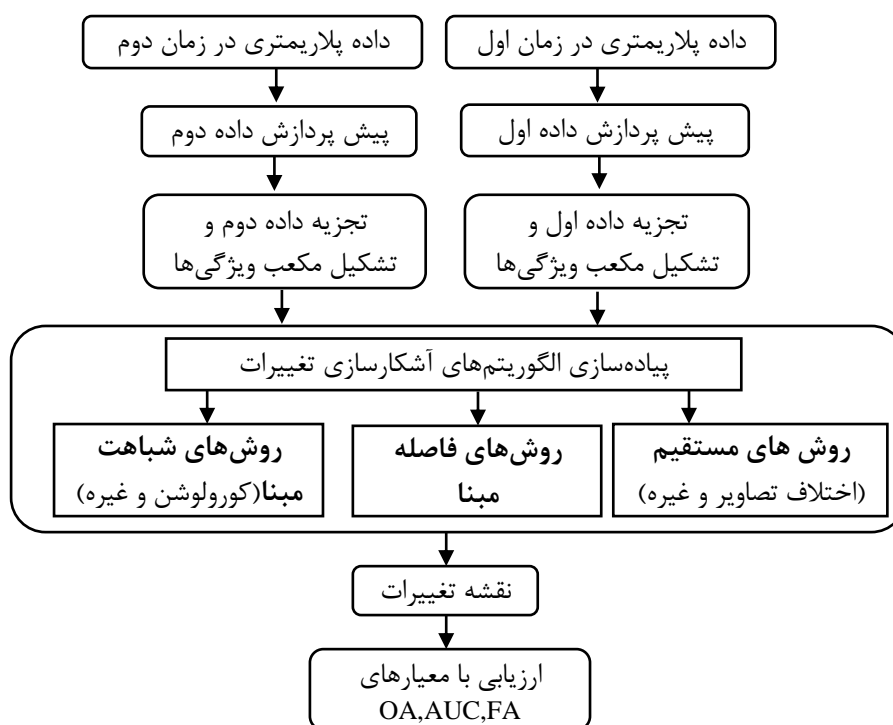 داده پلاریمتری در زمان اول
داده پلاریمتری در زمان دوم
پیش پردازش داده اول
پیش پردازش داده دوم
تجزیه داده اول و
تشکیل مکعب ویژگی‌ها
تجزیه داده دوم و
تشکیل مکعب ویژگی‌ها
پیاده‌سازی الگوریتم‌های آشکارسازی تغییرات
روش های مستقیم
(اختلاف تصاویر و غیره)
روش‌های فاصله
مبنا
روش‌های شباهت
مبنا(کورولوشن و غیره)
نقشه تغییرات
ارزیابی با معیارهای
OA,AUC,FA